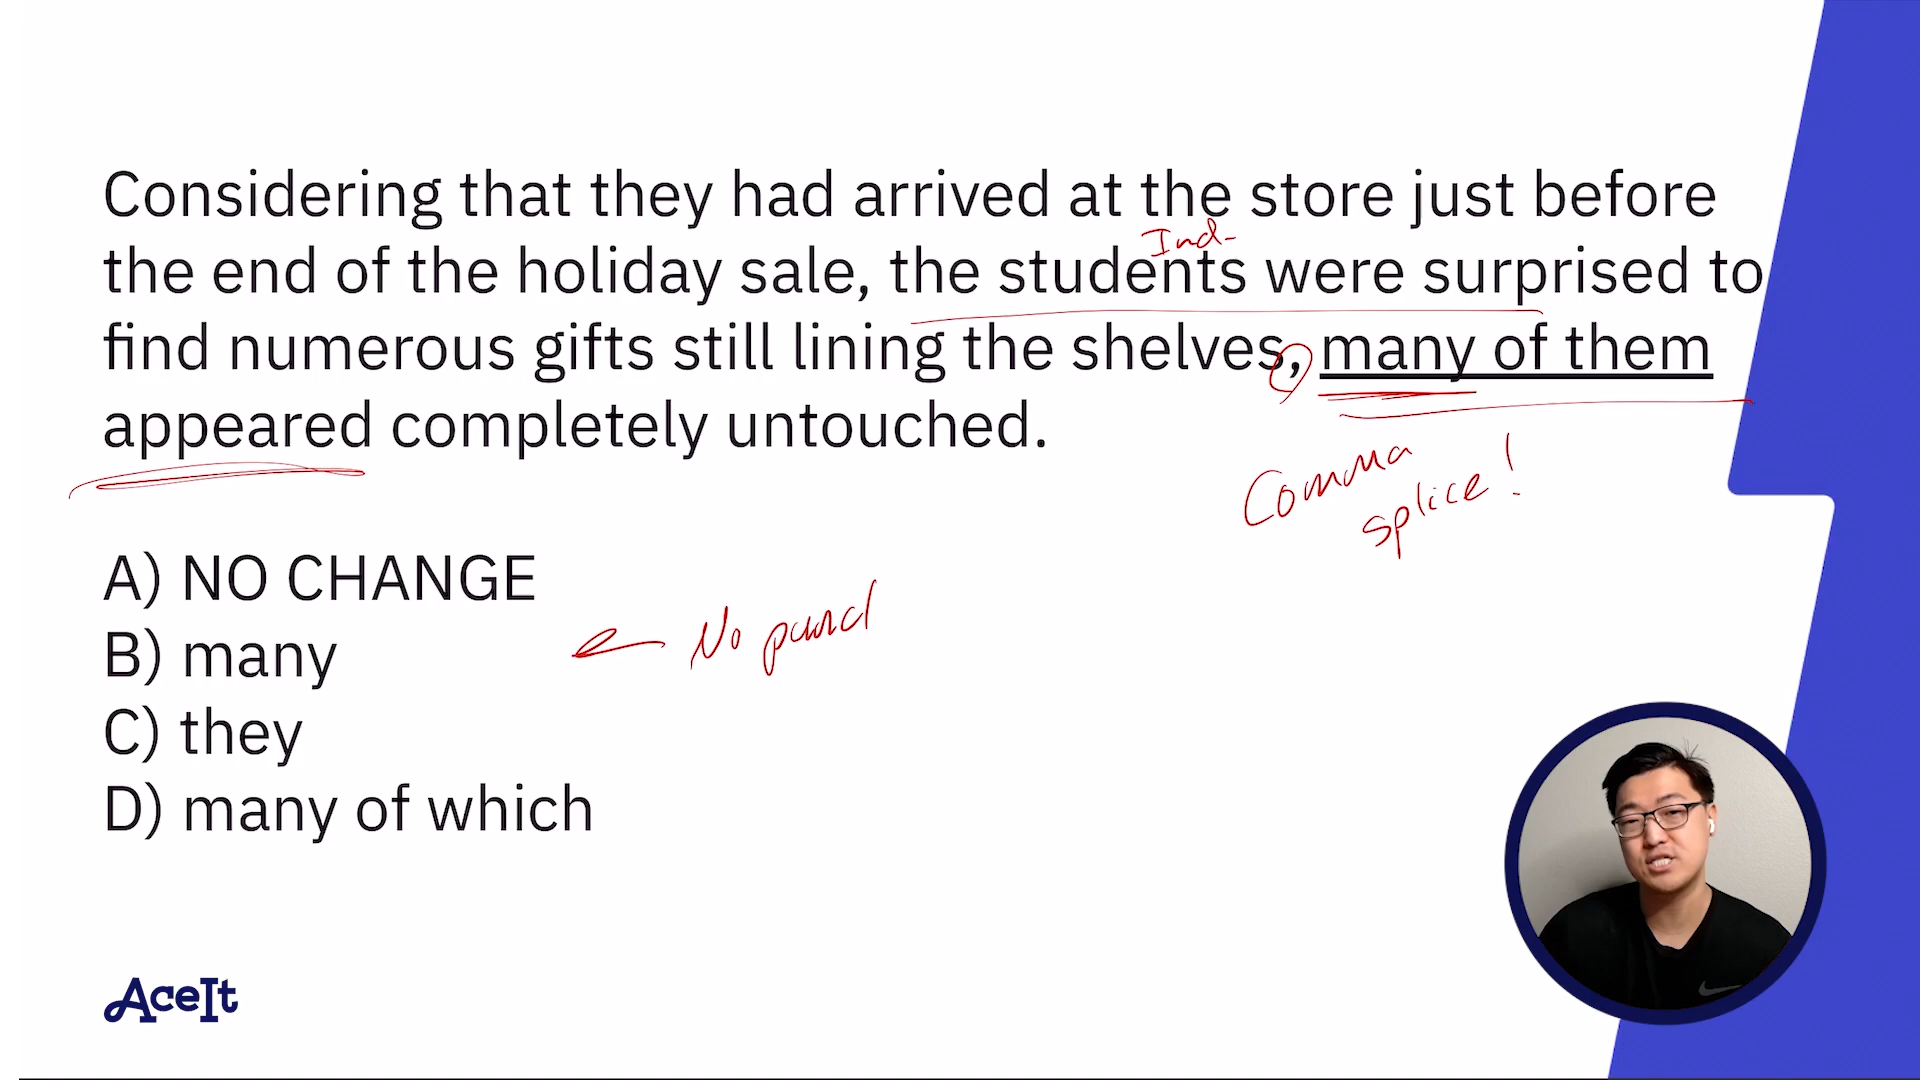 Considering that they had arrived at the store just before
Ind-
the end of the holiday sale, the students were surprised to
find numerous gifts still lining the shelves, many of them
appeared completely untouched.
Comma
splice!
A) NO CHANGE
B) many
No punct
C) they
D) many of which
AceIt